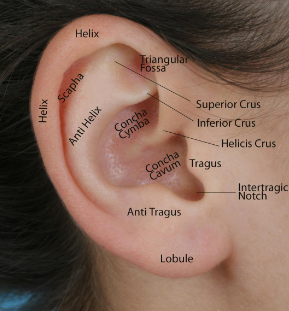 Helix
Triangular
Fossa
Scapha
Superior Crus
Helix
Inferior Crus
Anti Helix
Concha
Cymba
Helicis Crus
Concha
Cavum
Tragus
Intertragic
Notch
Anti Tragus
Lobule